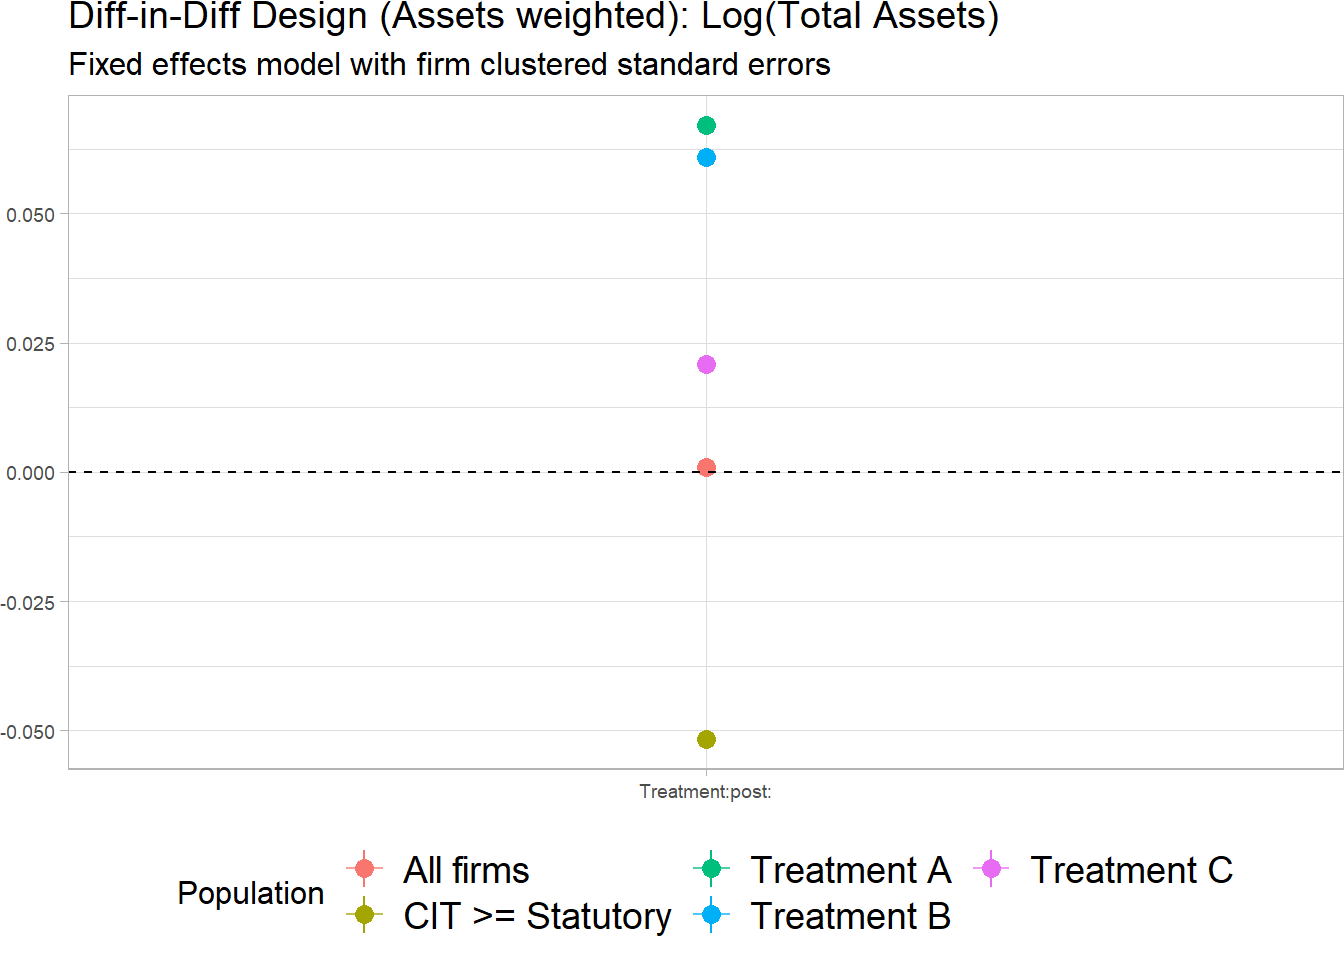 Diff-in-Diff Design (Assets weighted): Log(Total Assets)
Fixed effects model with firm clustered standard errors
0.050
0.025
0.000
-0.025
-0.050
Treatment:post:
Population
All firms
CIT >= Statutory
Treatment A
Treatment B
Treatment C